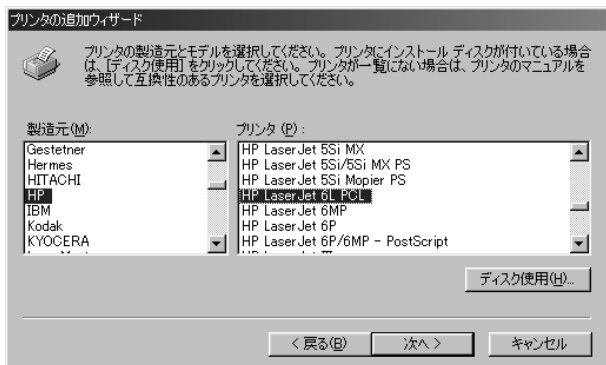 プリンタの追加ウィザード
プリンタの製造元とモデルを選択してください。プリンタにインストール ディスクが付いている場合
は、[ディスク使用] をクリックしてください。プリンタが一覧にない場合は、プリンタのマニュアルを
参照して互換性のあるプリンタを選択してください。
製造元(M):
Gestetner
Hermes
HITACHI
HP
IBM
Kodak
KYOCERA
プリンタ (P) :
HP LaserJet 5Si MX
HP LaserJet 5Si/5Si MX PS
HP LaserJet 5Si Mopier PS
HP LaserJet 6L PCL
HP LaserJet 6MP
HP LaserJet 6P
HP LaserJet 6P/6MP - PostScript
ディスク使用(H)...
< 戻る(B)
次へ >
キャンセル